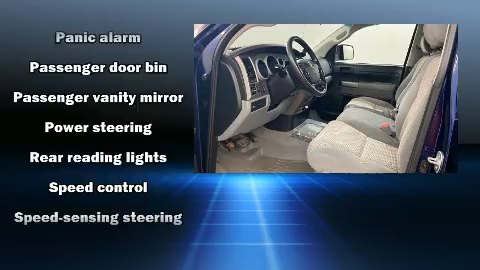 Panic alarm
Passenger door bin
Passenger vanity mirror
Power steering
Rear reading lights
Speed control
Speed-sensing steering